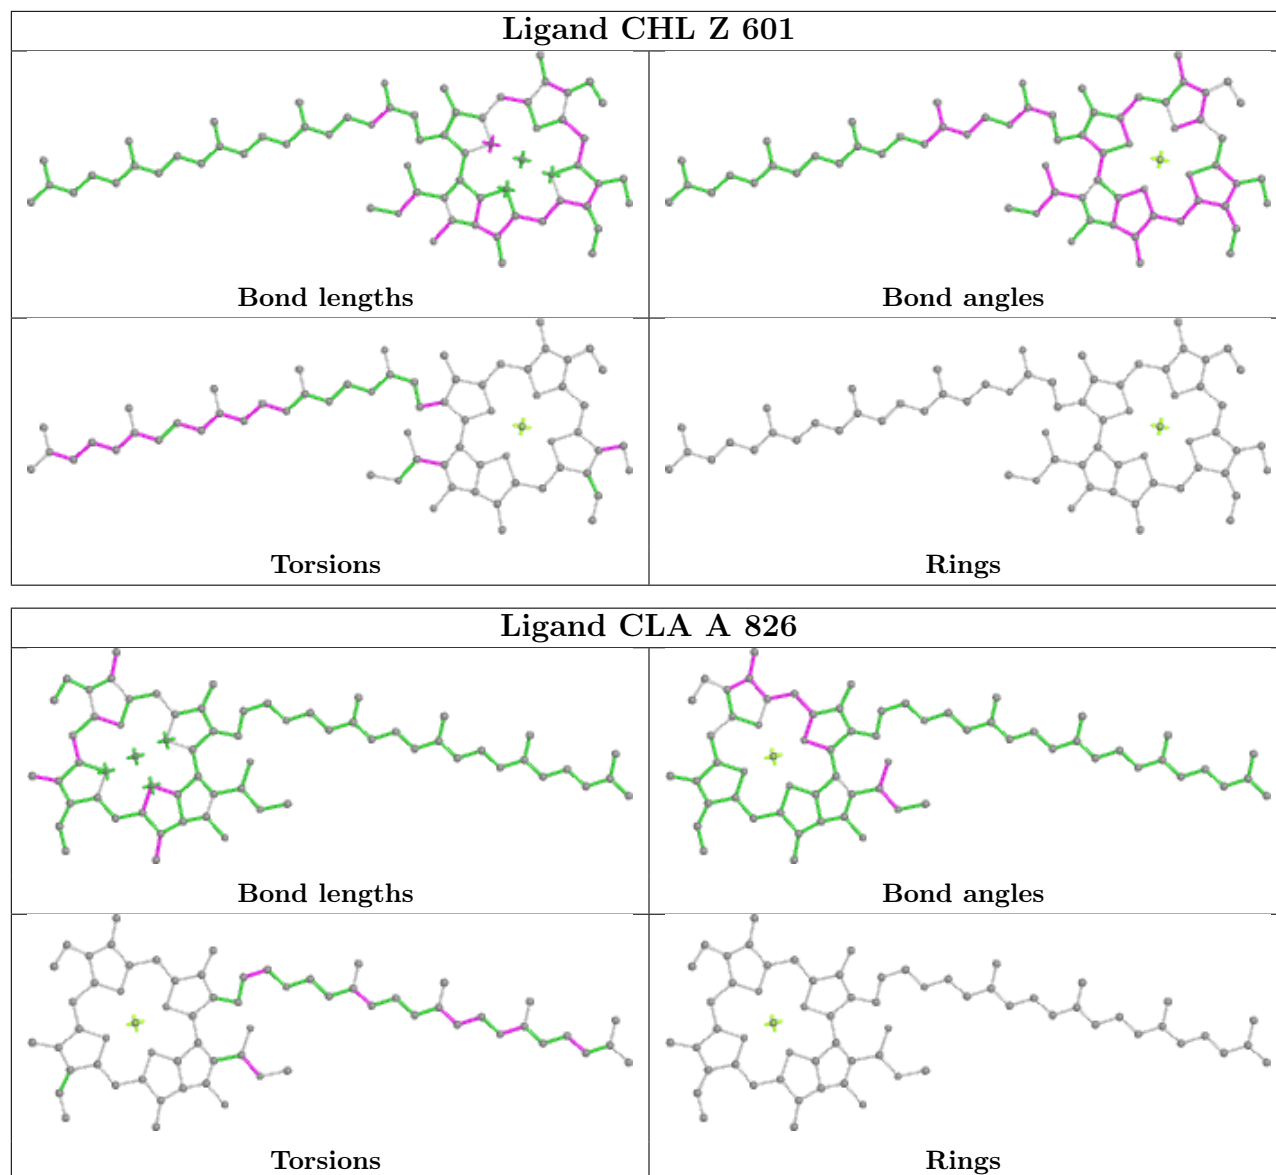 Ligand CHL Z 601
Bond lengths
Bond angles
Torsions
Rings
Ligand CLA A 826
Bond lengths
Bond angles
Torsions
Rings